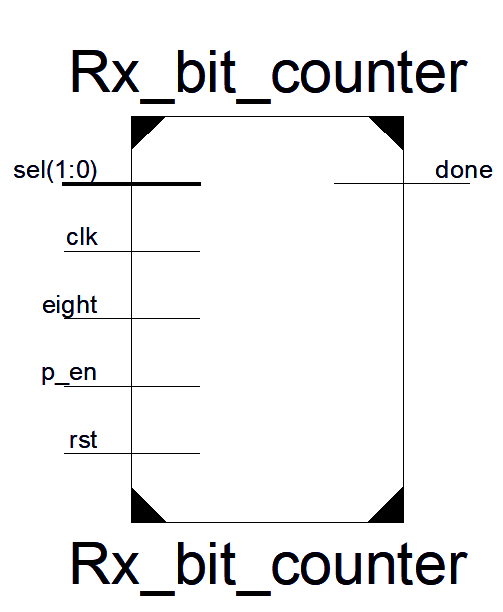 Rx_bit_counter
sel(1:0)
done
clk
eight
p_en
rst
Rx_bit_counter